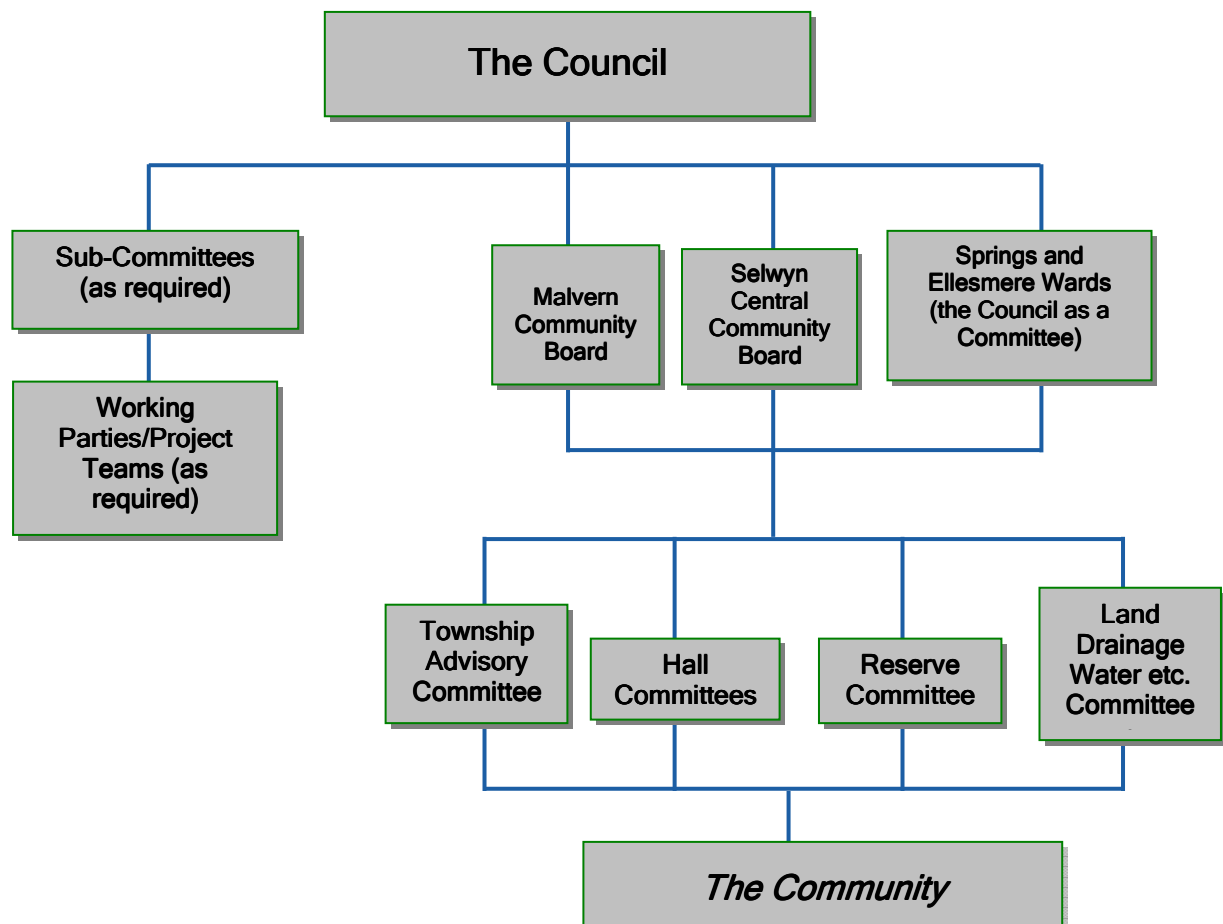 The Council
Sub-Committees
(as required)
Malvern
Community
Board
Selwyn
Central
Community
Board
Springs and
Ellesmere Wards
(the Council as a
Committee)
Working
Parties/Project
Teams (as
required)
Township
Advisory
Committee
Hall
Committees
Reserve
Committee
Land
Drainage
Water etc.
Committee
The Community